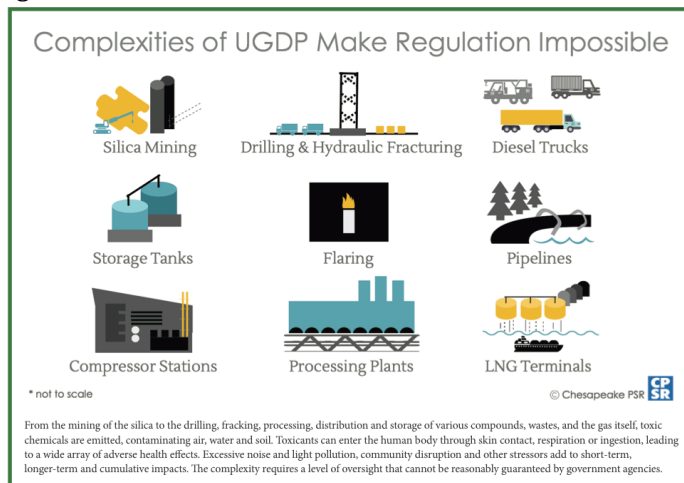 Complexities of UGDP Make Regulation Impossible
Silica Mining
Drilling & Hydraulic Fracturing
Diesel Trucks
Storage Tanks
Flaring
Pipelines
Compressor Stations
Processing Plants
LNG Terminals
* not to scale
© Chesapeake PSR
CP
SR
From the mining of the silica to the drilling, fracking, processing, distribution and storage of various compounds, wastes, and the gas itself, toxic
chemicals are emitted, contaminating air, water and soil. Toxicants can enter the human body through skin contact, respiration or ingestion, leading
to a wide array of adverse health effects. Excessive noise and light pollution, community disruption and other stressors add to short-term,
longer-term and cumulative impacts. The complexity requires a level of oversight that cannot be reasonably guaranteed by government agencies.